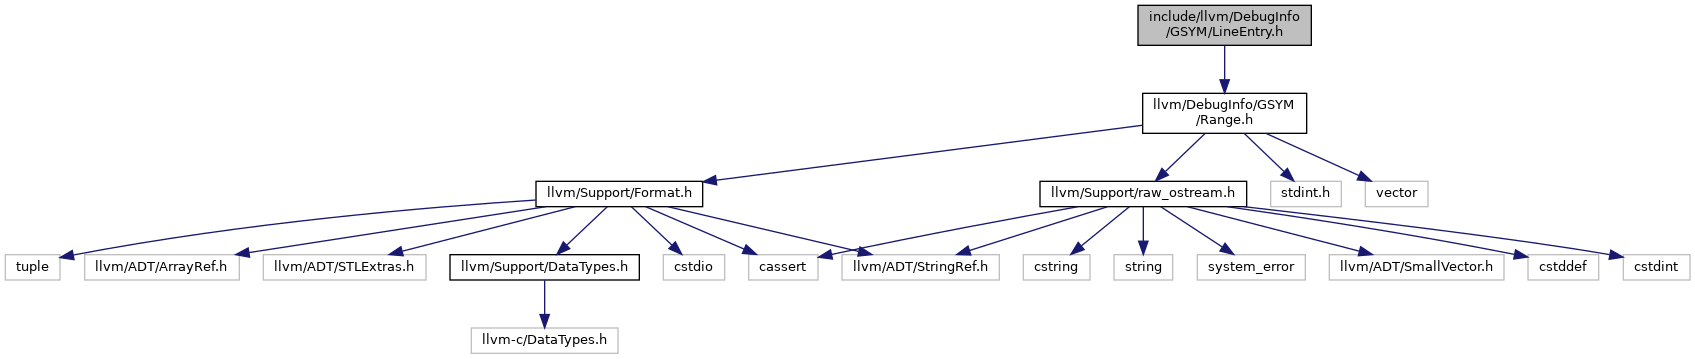 include/llvm/DebugInfo
/GSYM/LineEntry.h
llvm/DebugInfo/GSYM
/Range.h
llvm/Support/Format.h
llvm/Support/raw_ostream.h
stdint.h
vector
tuple
llvm/ADT/ArrayRef.h
llvm/ADT/STLExtras.h
llvm/Support/DataTypes.h
cstdio
cassert
llvm/ADT/StringRef.h
cstring
string
system_error
llvm/ADT/SmallVector.h
cstddef
cstdint
llvm-c/DataTypes.h